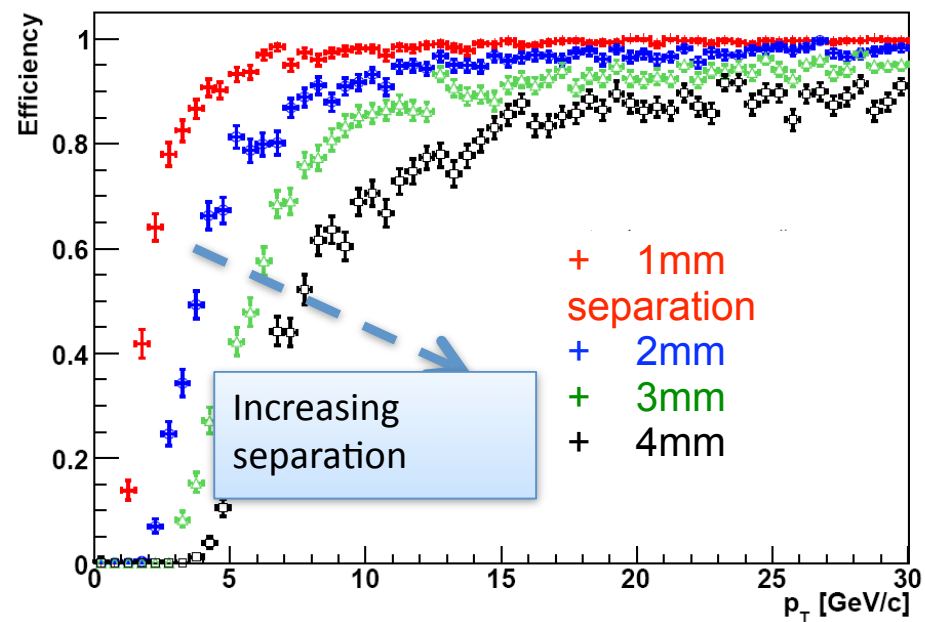 Efficiency
1
0.8
0.6
0.4
0.2
0
0
5
10
15
20
25
30
p_T [GeV/c]
Increasing
separation
+ 1mm
separation
+ 2mm
+ 3mm
+ 4mm